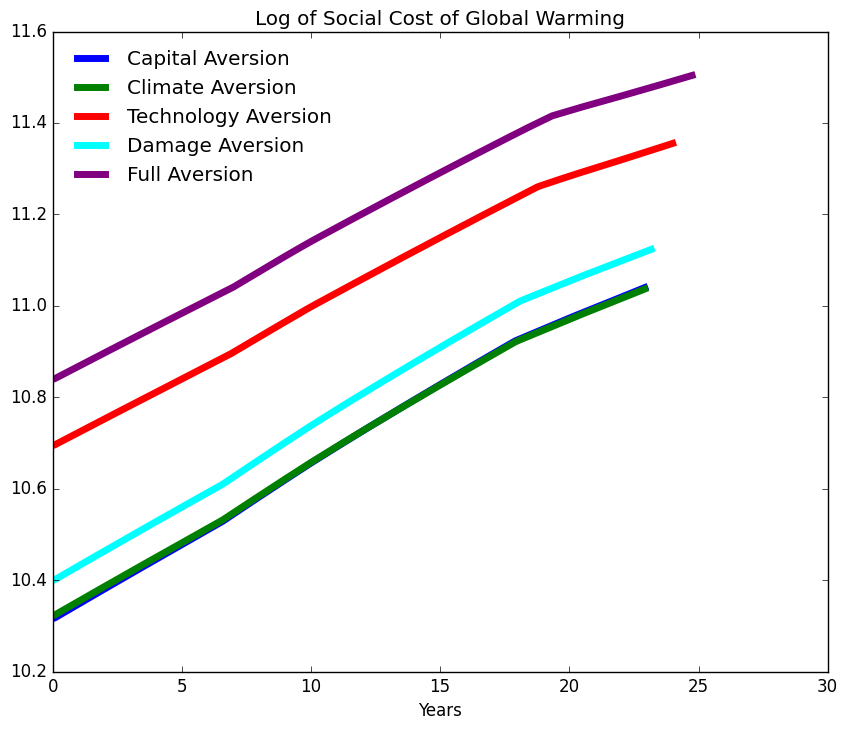 Log of Social Cost of Global Warming
11.6
11.4
11.2
11.0
10.8
10.6
10.4
10.2
Capital Aversion
Climate Aversion
Technology Aversion
Damage Aversion
Full Aversion
0 5 10 15 20 25 30
Years